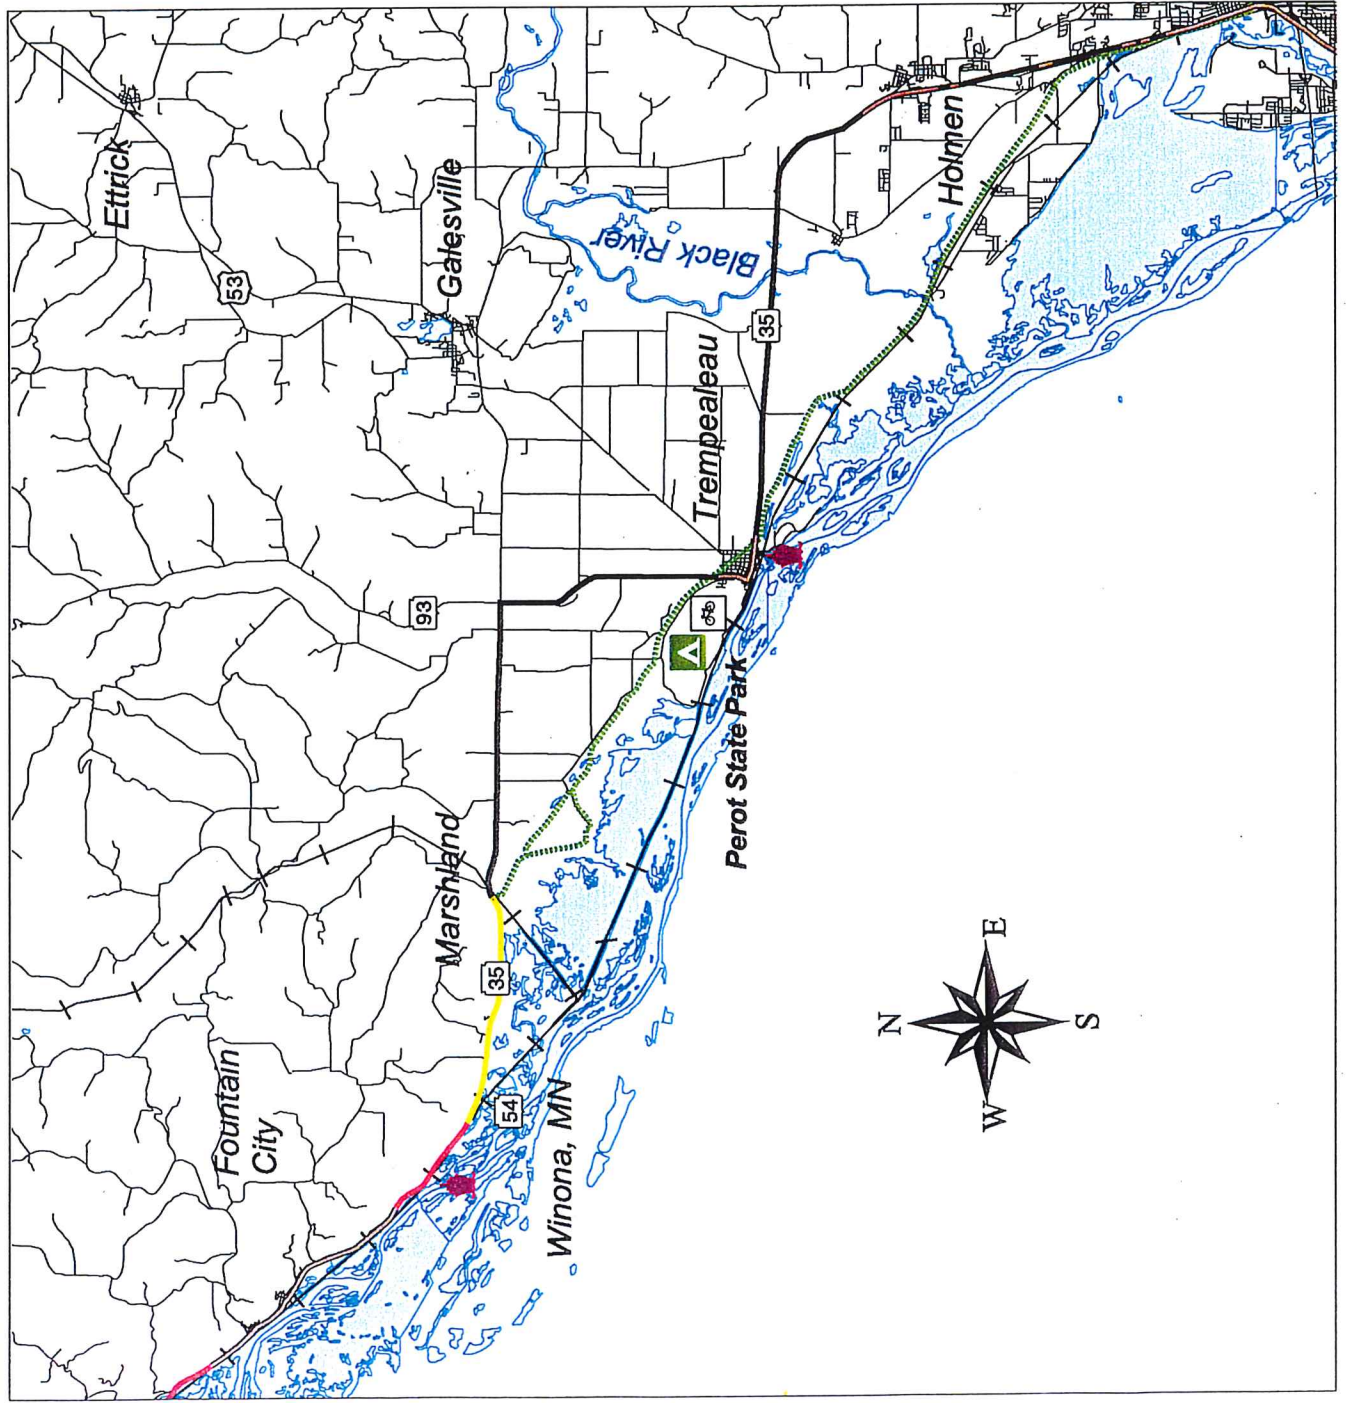 Ettrick
53
Galesville
Black River
Holmen
35
Trempealeau
93
Perot State Park
Marshland
35
Fountain
City
54
Winona, MN
N
E
S
W